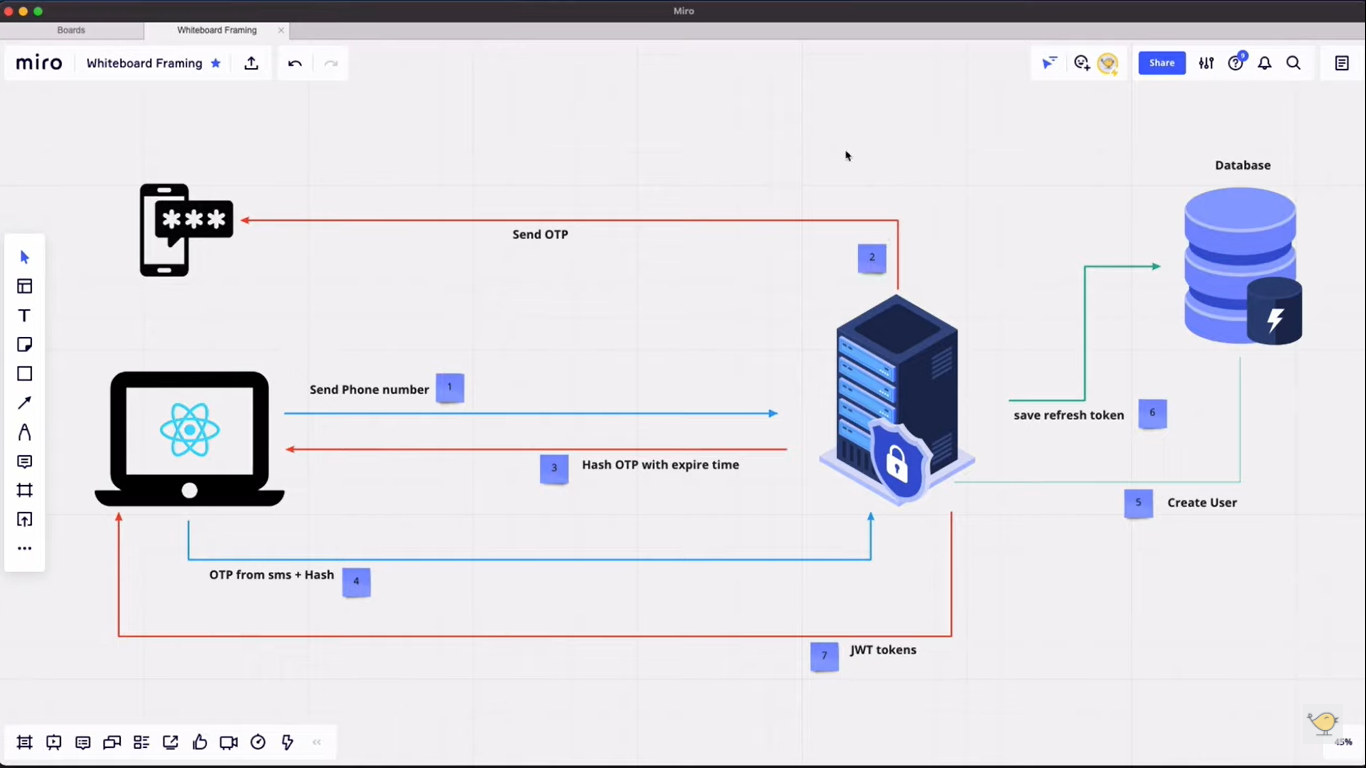 Miro
Boards
Whiteboard Framing
miro
Whiteboard Framing
Share
9
Database
***
Send OTP
2
Send Phone number
1
save refresh token
6
3
Hash OTP with expire time
5
Create User
OTP from sms + Hash
4
7
JWT tokens
45%